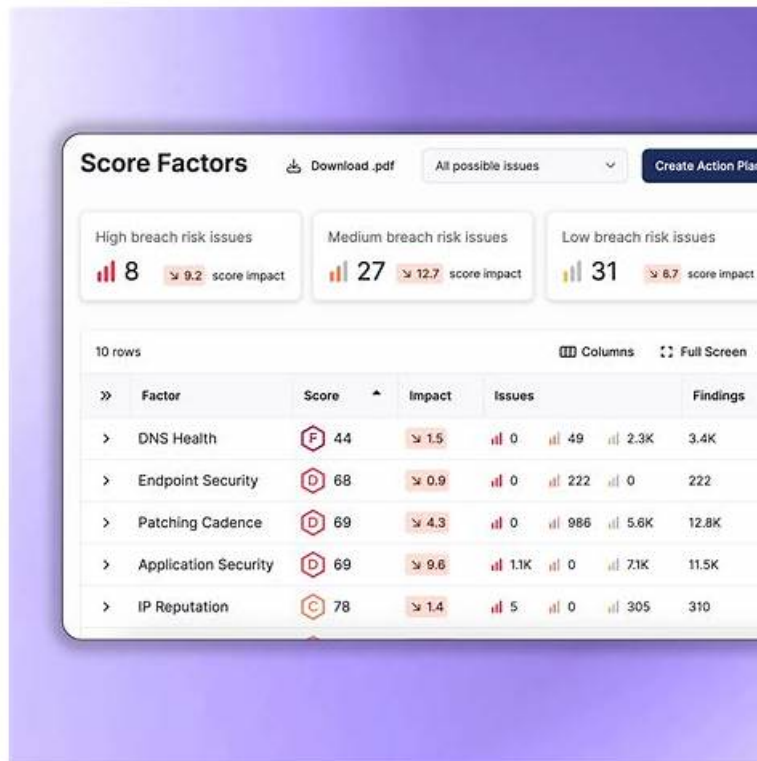 Score Factors Download .pdf All possible issues Create Action Plan
High breach risk issues Medium breach risk issues Low breach risk issues
8 9.2 score impact 27 12.7 score impact 31 6.7 score impact
10 rows Columns Full Screen
Factor Score Impact Issues Findings
DNS Health F 44 1.5 0 49 2.3K 3.4K
Endpoint Security D 68 0.9 0 222 0 222
Patching Cadence D 69 4.3 0 986 5.6K 12.8K
Application Security D 69 9.6 1.1K 0 7.1K 11.5K
IP Reputation C 78 1.4 5 0 305 310